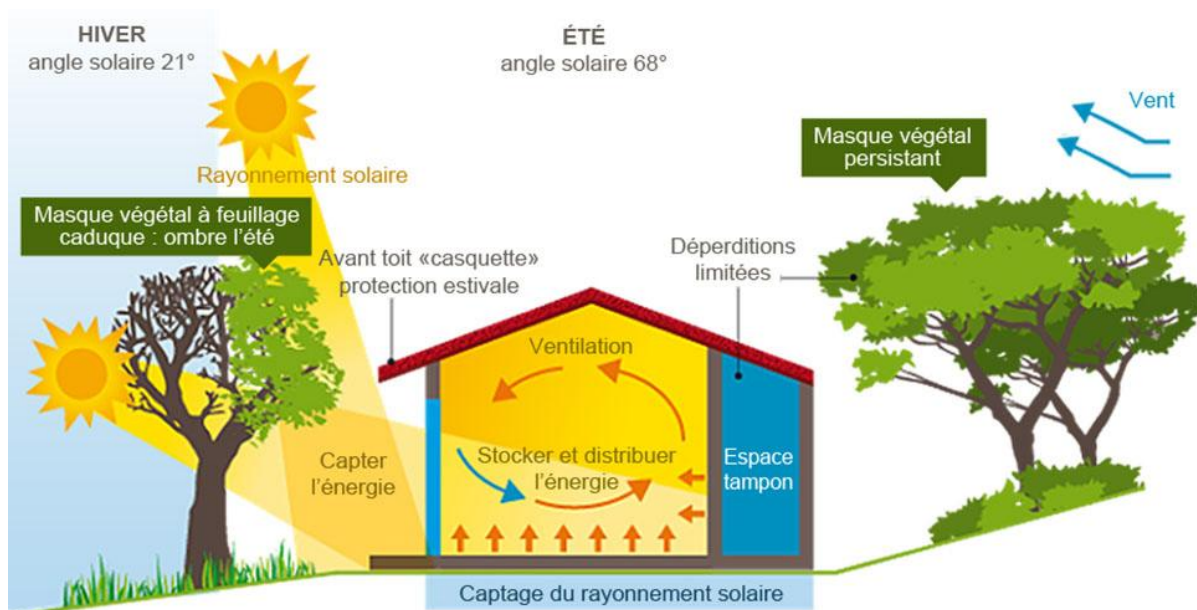 HIVER
angle solaire 21°
ÉTÉ
angle solaire 68°
Vent
Masque végétal
persistant
Rayonnement solaire
Masque végétal à feuillage
caduque : ombre l’été
Avant toit «casquette»
protection estivale
Déperditions
limitées
Ventilation
Capter
l’énergie
Stocker et distribuer
l’énergie
Espace
tampon
Captage du rayonnement solaire